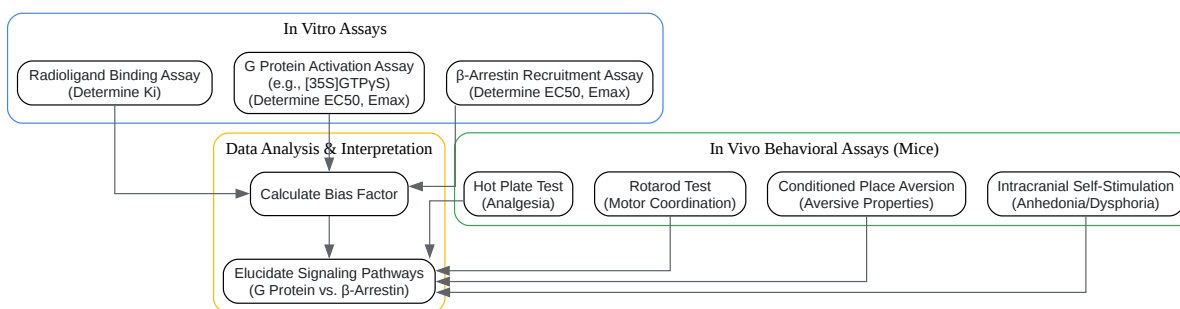 In Vitro Assays
Radioligand Binding Assay
(Determine Ki)
G Protein Activation Assay
(e.g., [35S]GTPγS)
(Determine EC50, Emax)
β-Arrestin Recruitment Assay
(Determine EC50, Emax)
Data Analysis & Interpretation
Calculate Bias Factor
In Vivo Behavioral Assays (Mice)
Hot Plate Test
(Analgesia)
Rotarod Test
(Motor Coordination)
Conditioned Place Aversion
(Aversive Properties)
Intracranial Self-Stimulation
(Anhedonia/Dysphoria)
Elucidate Signaling Pathways
(G Protein vs. β-Arrestin)